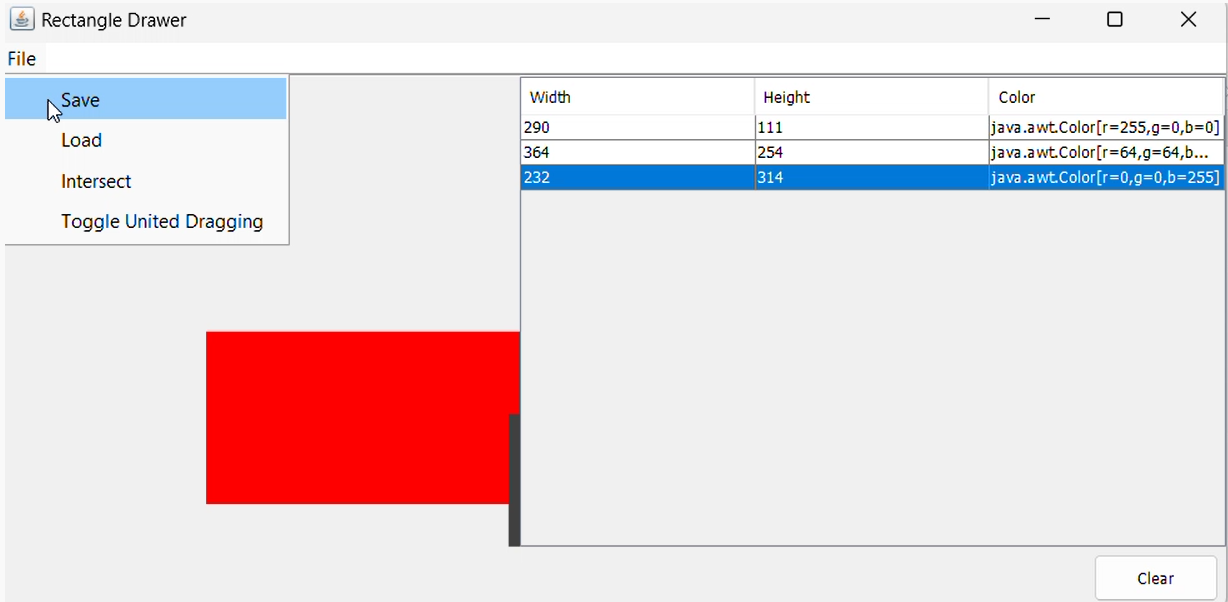 Rectangle Drawer
File
Save
Load
Intersect
Toggle United Dragging
Width Height Color
290 111 java.awt.Color[r=255,g=0,b=0]
364 254 java.awt.Color[r=64,g=64,b...
232 314 java.awt.Color[r=0,g=0,b=255]
Clear